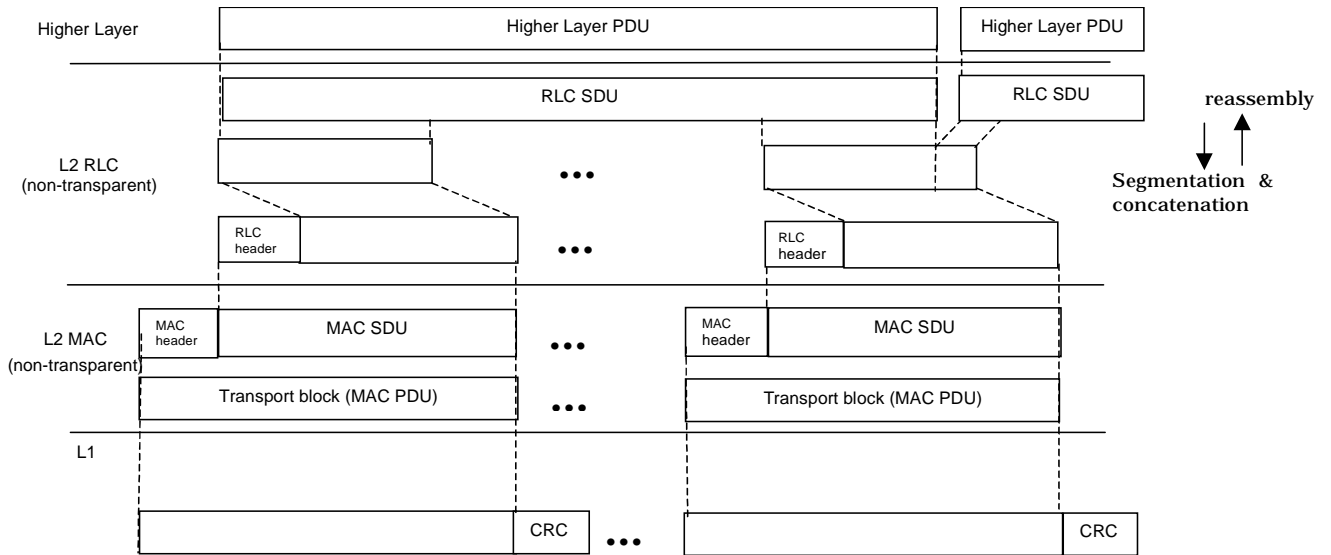 Higher Layer
Higher Layer PDU
Higher Layer PDU
RLC SDU
RLC SDU
reassembly
L2 RLC
(non-transparent)
•••
Segmentation &
concatenation
RLC
header
•••
RLC
header
L2 MAC
(non-transparent)
MAC
header
MAC SDU
•••
MAC
header
MAC SDU
Transport block (MAC PDU)
•••
Transport block (MAC PDU)
L1
CRC
•••
CRC